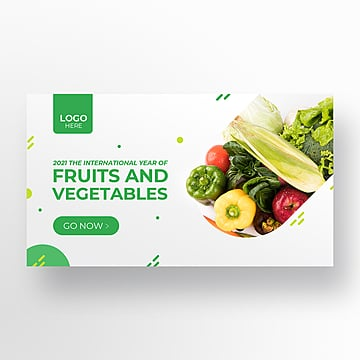 LOGO
HERE
2021 THE INTERNATIONAL YEAR OF
FRUITS AND
VEGETABLES
GO NOW >